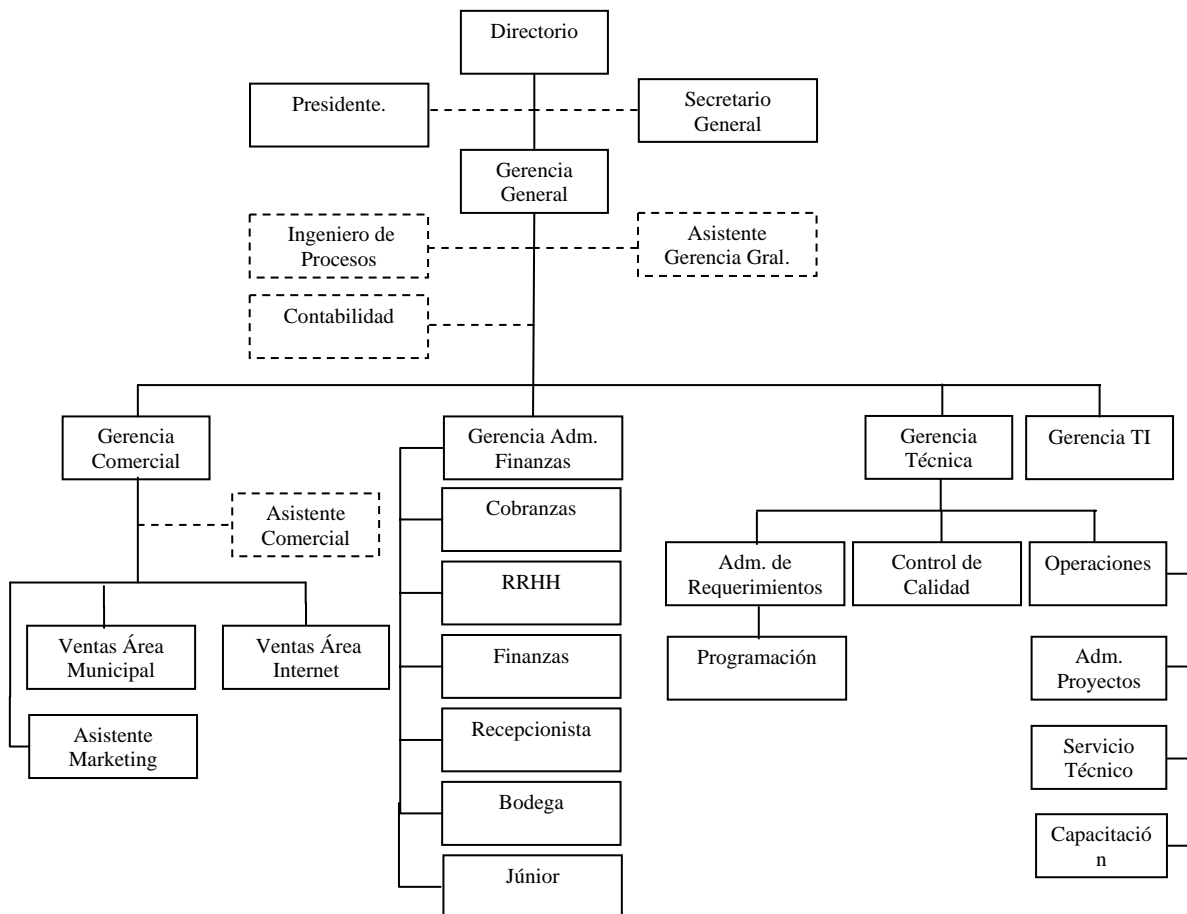 Directorio
Presidente.
Secretario
General
Gerencia
General
Ingeniero de
Procesos
Asistente
Gerencia Gral.
Contabilidad
Gerencia
Comercial
Gerencia Adm.
Finanzas
Gerencia
Técnica
Gerencia TI
Asistente
Comercial
Cobranzas
Adm. de
Requerimientos
Control de
Calidad
Operaciones
RRHH
Ventas Área
Municipal
Ventas Área
Internet
Finanzas
Programación
Adm.
Proyectos
Asistente
Marketing
Recepcionista
Servicio
Técnico
Bodega
Capacitació
n
Júnior